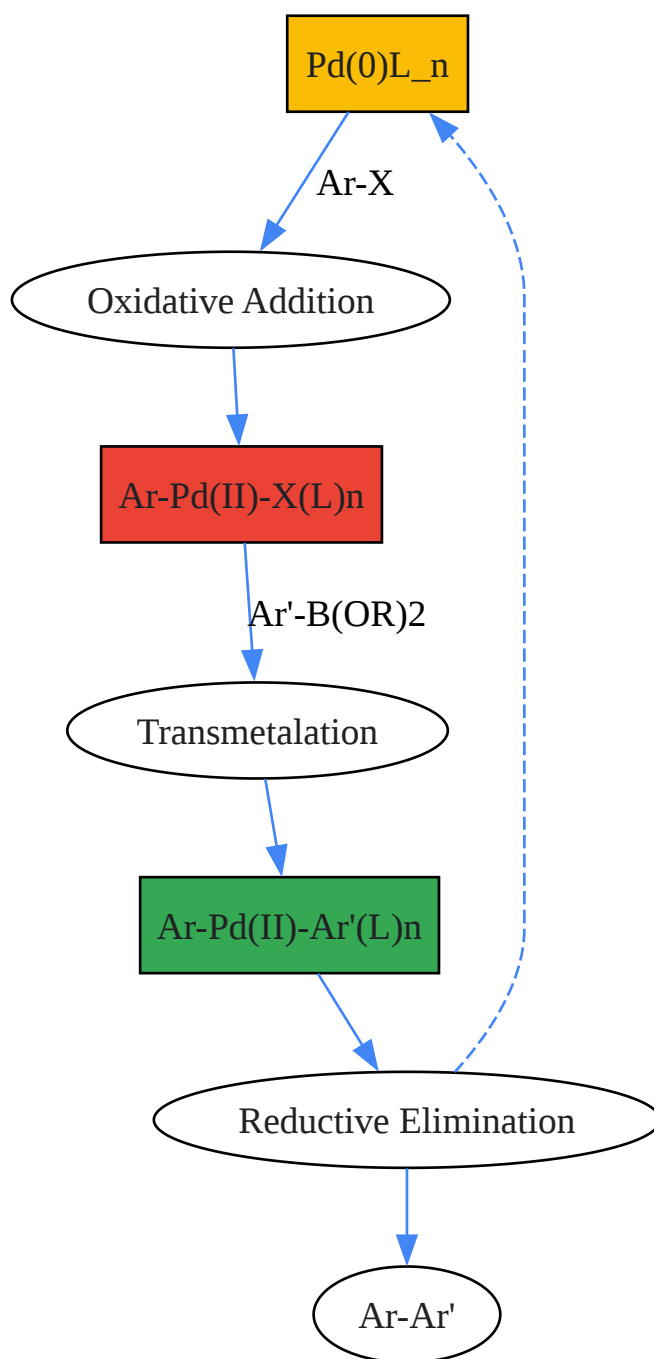 Pd(0)L_n
Ar-X
Oxidative Addition
Ar-Pd(II)-X(L)n
Ar'-B(OR)2
Transmetalation
Ar-Pd(II)-Ar'(L)n
Reductive Elimination
Ar-Ar'